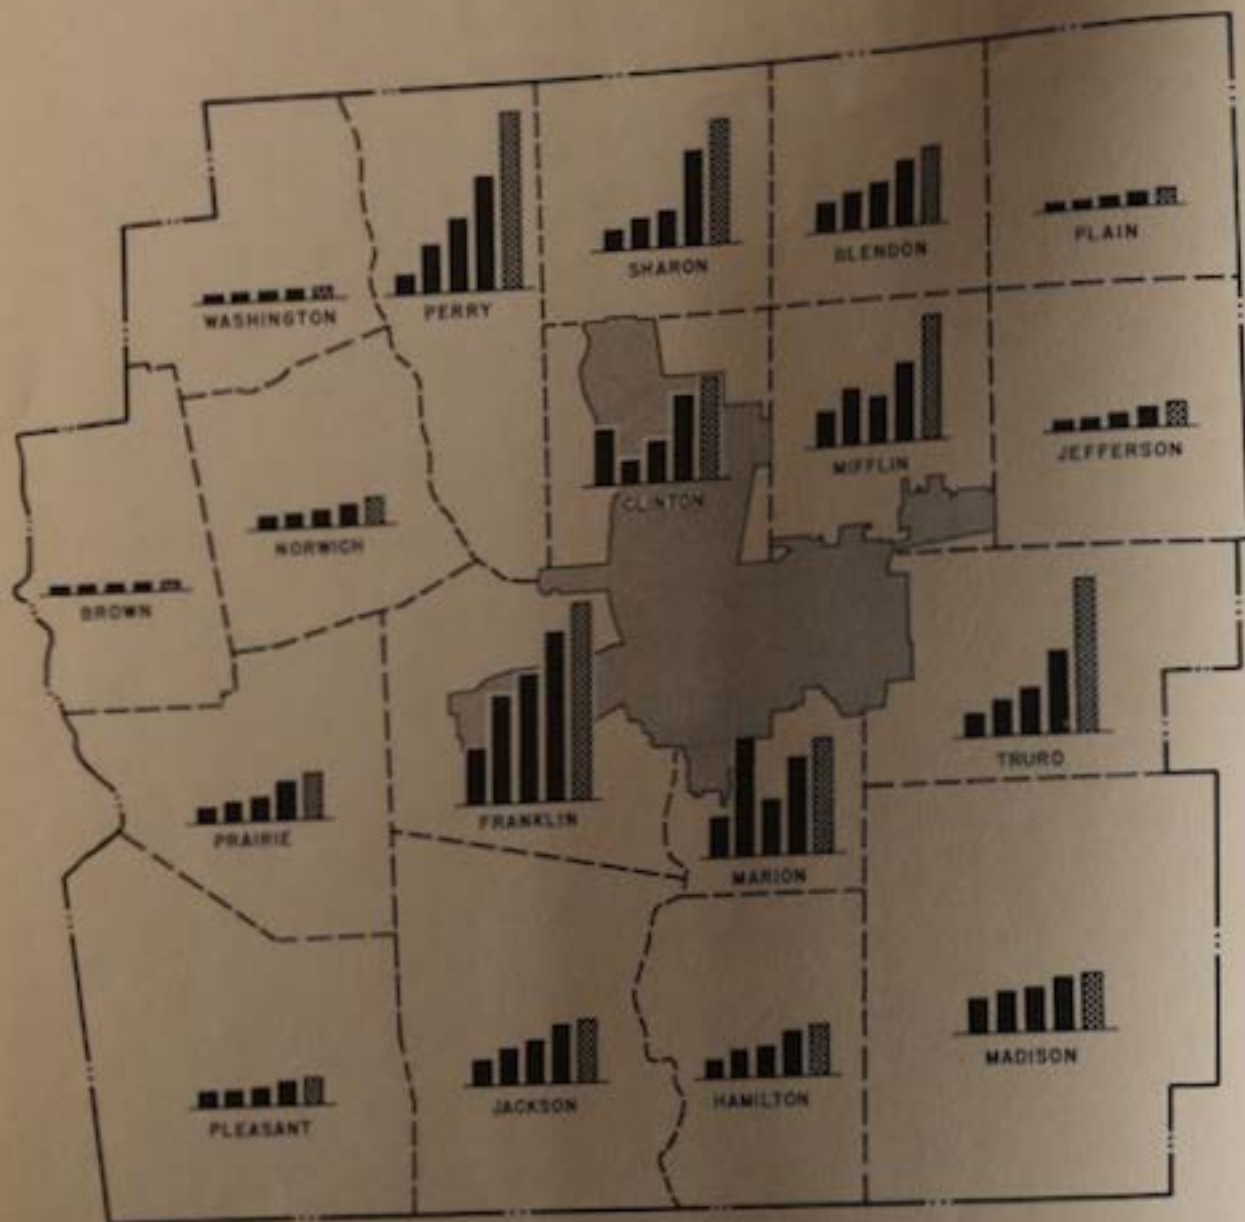 SHARON
BLENDON
PLAIN
WASHINGTON
PERRY
CLINTON
MIFFLIN
JEFFERSON
NORWICH
BROWN
FRANKLIN
TRURO
PRAIRIE
MARION
JACKSON
HAMILTON
MADISON
PLEASANT